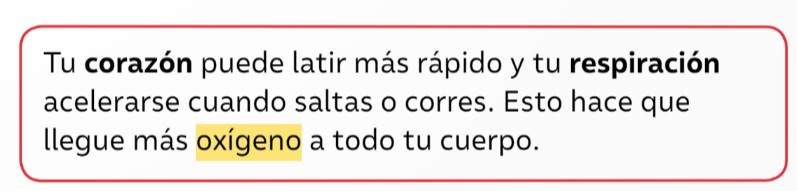 Tu corazón puede latir más rápido y tu respiración
acelerarse cuando saltas o corres. Esto hace que
llegue más oxígeno a todo tu cuerpo.